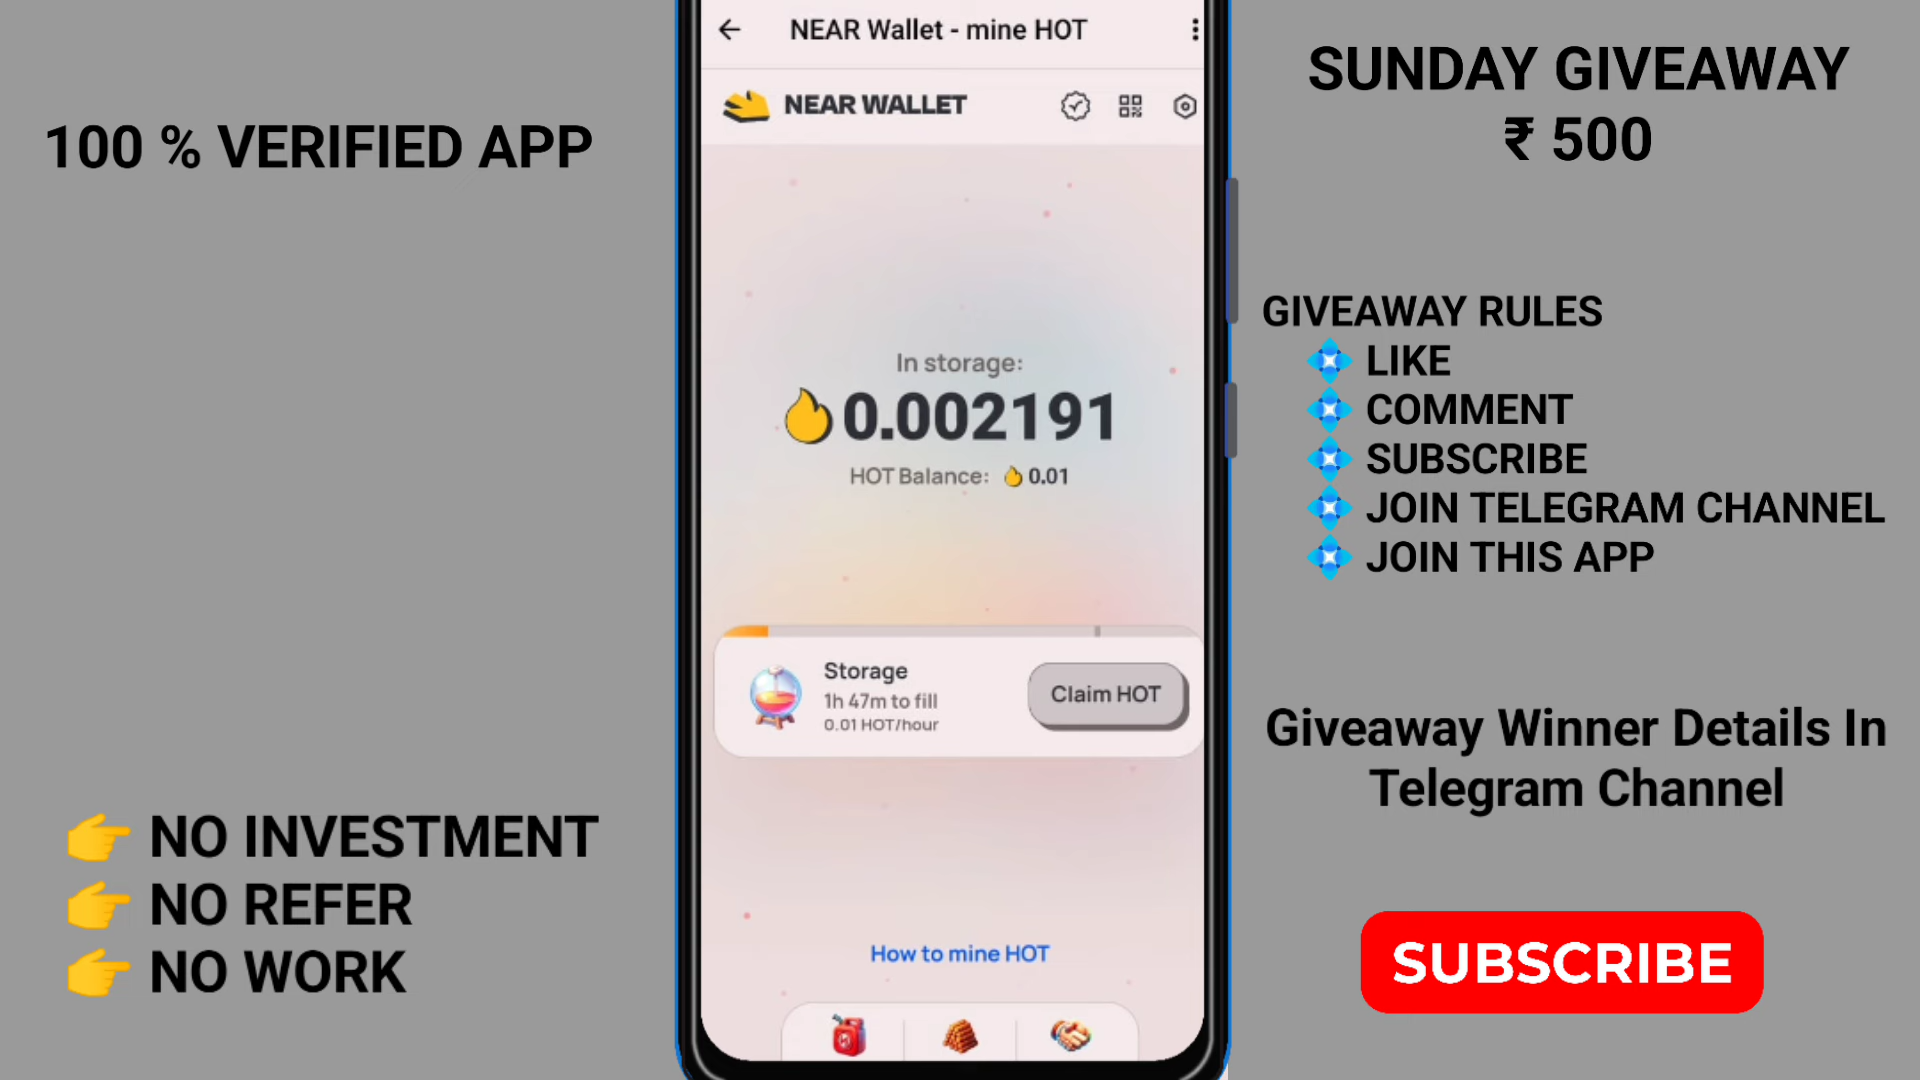 100 % VERIFIED APP
👉 NO INVESTMENT
👉 NO REFER
👉 NO WORK
NEAR Wallet - mine HOT
NEAR WALLET
In storage:
0.002191
HOT Balance: 0.01
Storage
1h 47m to fill
0.01 HOT/hour
Claim HOT
How to mine HOT
SUNDAY GIVEAWAY
₹ 500
GIVEAWAY RULES
💠 LIKE
💠 COMMENT
💠 SUBSCRIBE
💠 JOIN TELEGRAM CHANNEL
💠 JOIN THIS APP
Giveaway Winner Details In
Telegram Channel
SUBSCRIBE